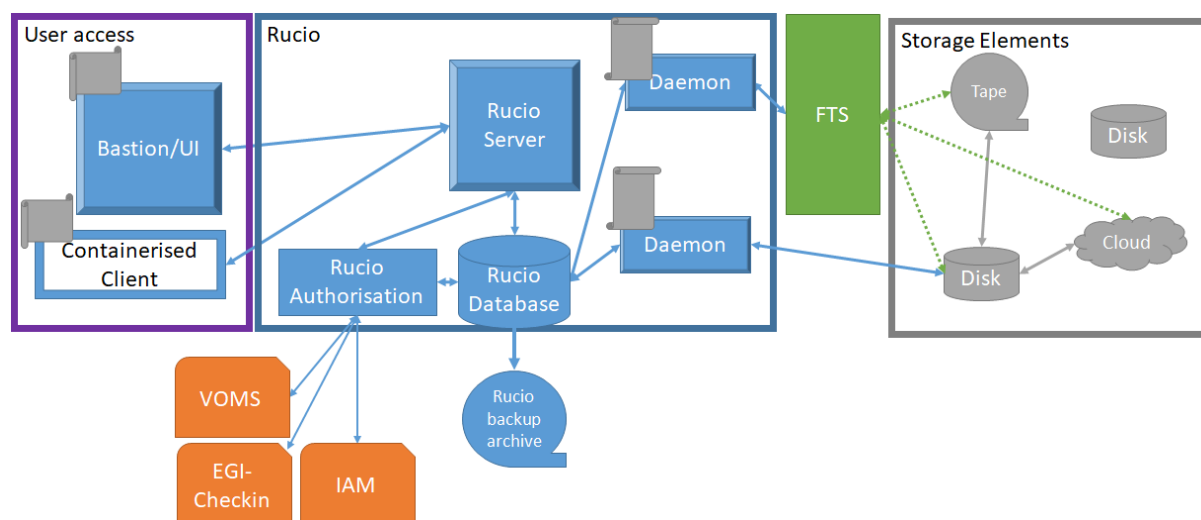 User access
Bastion/UI
Containerised
Client
Rucio
Rucio
Server
Daemon
Daemon
Rucio
Authorisation
Rucio
Database
Rucio
backup
archive
VOMS
EGI-
Checkin
IAM
FTS
Storage Elements
Tape
Disk
Cloud
Disk